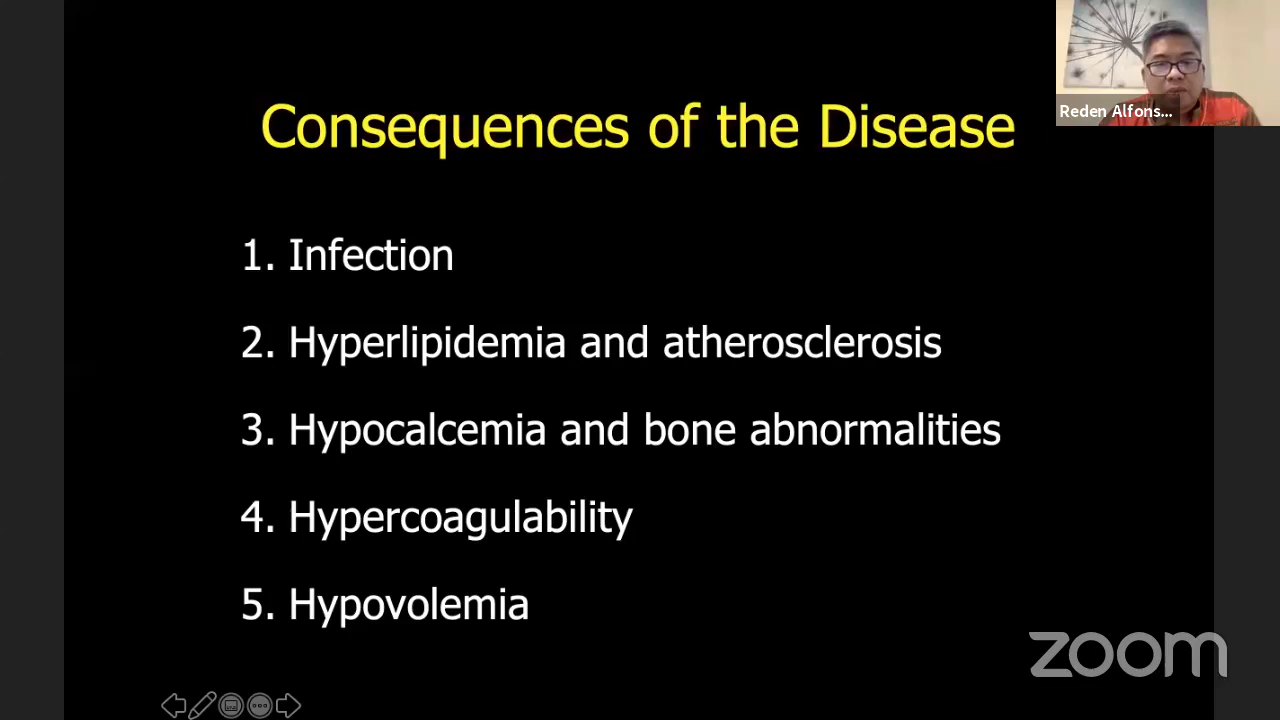 Reden Alfons...
Consequences of the Disease
1. Infection
2. Hyperlipidemia and atherosclerosis
3. Hypocalcemia and bone abnormalities
4. Hypercoagulability
5. Hypovolemia
zoom